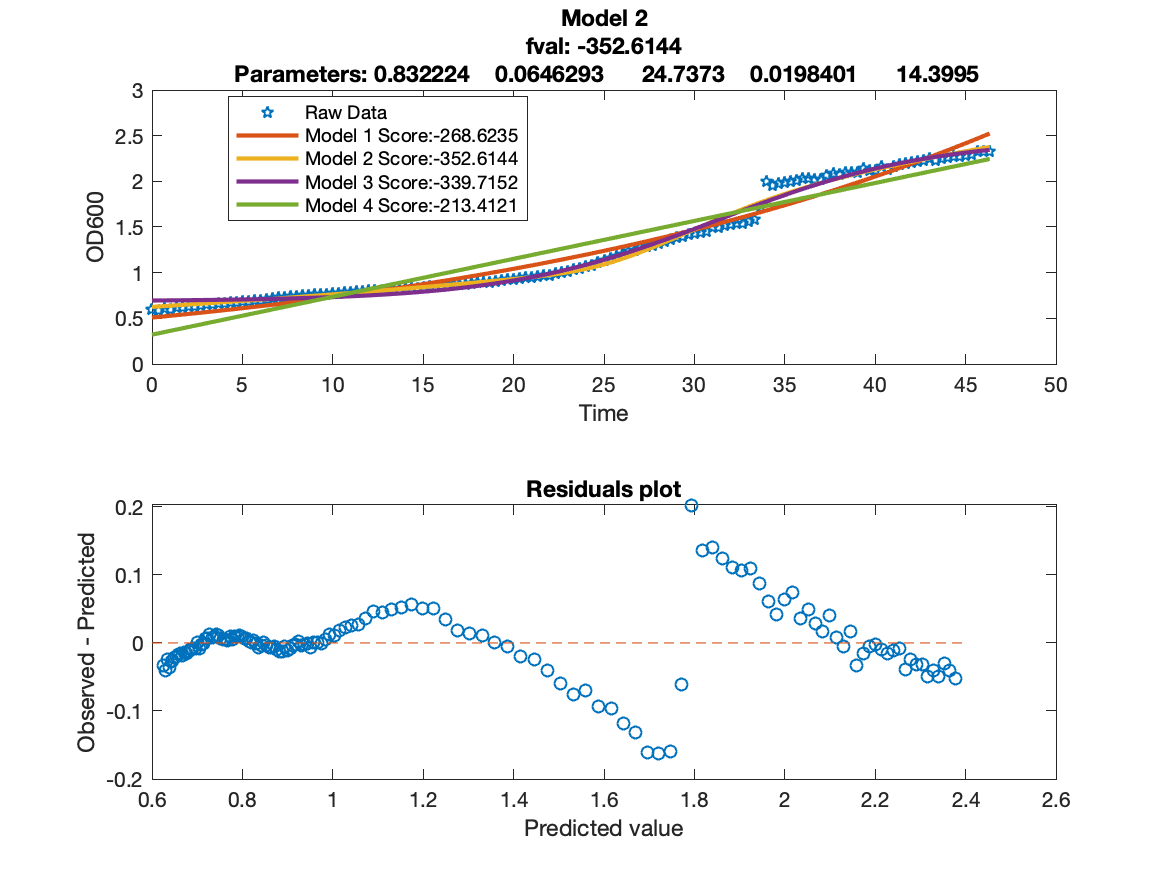 Model 2
fval: -352.6144
Parameters: 0.832224 0.0646293 24.7373 0.0198401 14.3995
3
2.5
2
1.5
1
0.5
0
OD600
Raw Data
Model 1 Score:-268.6235
Model 2 Score:-352.6144
Model 3 Score:-339.7152
Model 4 Score:-213.4121
0 5 10 15 20 25 30 35 40 45 50
Time
Residuals plot
0.2
0.1
0
-0.1
-0.2
Observed - Predicted
0.6 0.8 1 1.2 1.4 1.6 1.8 2 2.2 2.4 2.6
Predicted value